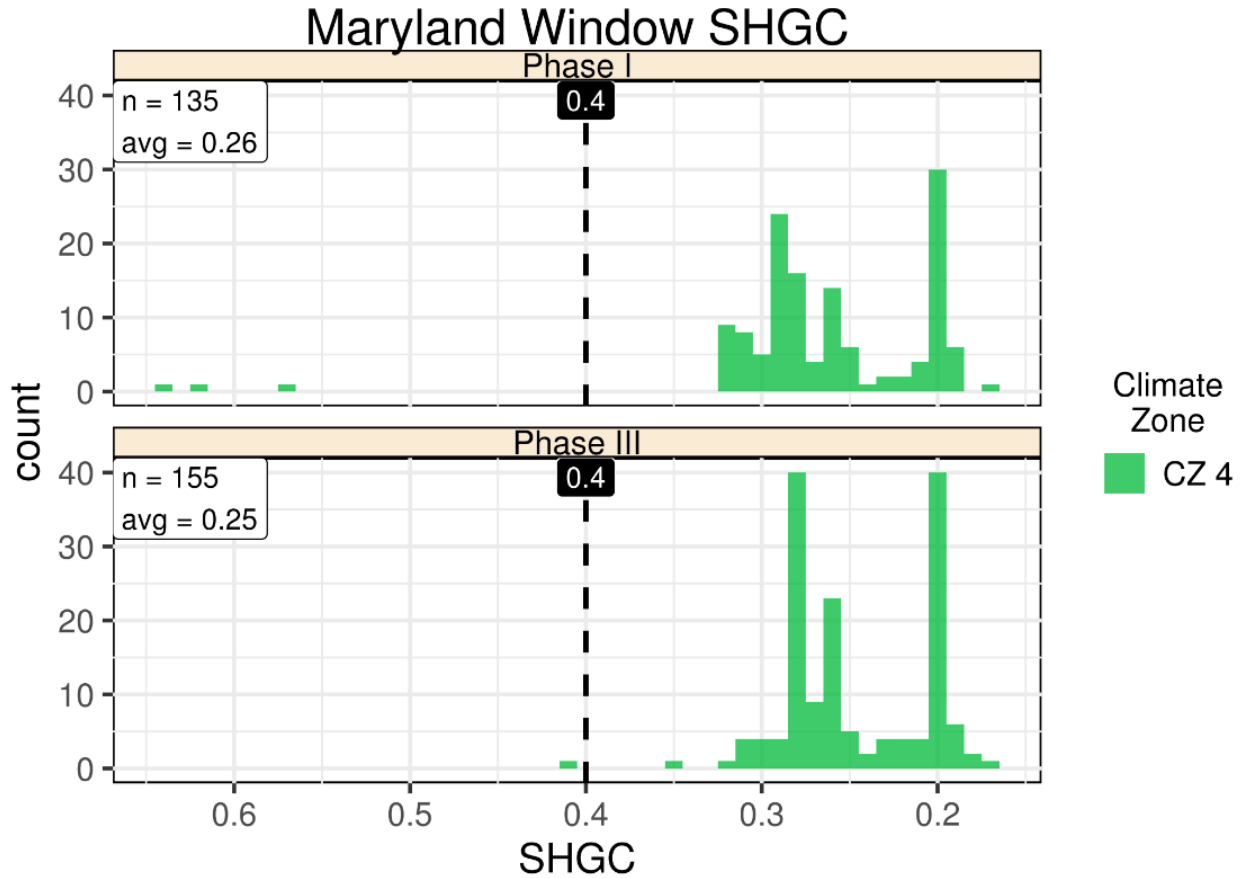 Maryland Window SHGC
Phase I
40
30
20
10
0
n = 135
avg = 0.26
0.4
count
Phase III
40
30
20
10
0
n = 155
avg = 0.25
0.4
0.6
0.5
0.4
0.3
0.2
SHGC
Climate
Zone
CZ 4